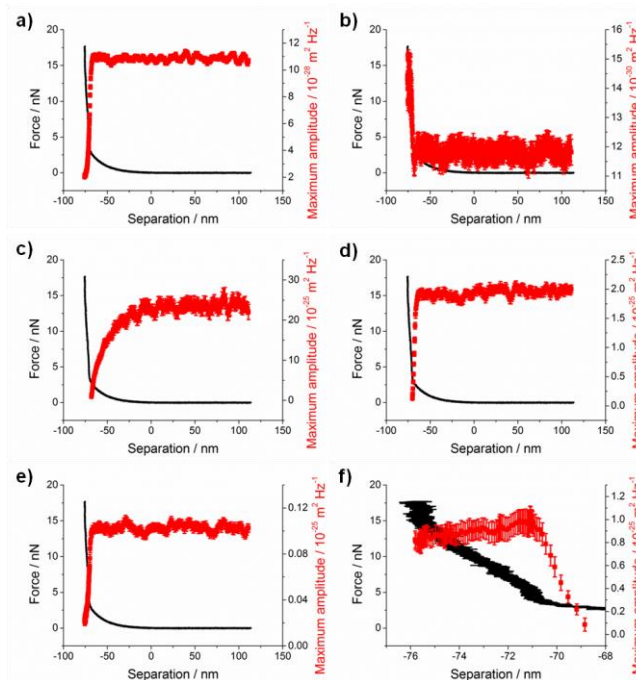 a)
20
15
10
5
0
Force / nN
12
10
8
6
4
2
Maximum amplitude / 10⁻²⁸ m² Hz⁻¹
-100 -50 0 50 100 150
Separation / nm
b)
20
15
10
5
0
Force / nN
16
15
14
13
12
11
Maximum amplitude / 10⁻³⁰ m² Hz⁻¹
-100 -50 0 50 100 150
Separation / nm
c)
20
15
10
5
0
Force / nN
30
20
10
0
Maximum amplitude / 10⁻²⁵ m² Hz⁻¹
-100 -50 0 50 100 150
Separation / nm
d)
20
15
10
5
0
Force / nN
2.5
2.0
1.5
1.0
0.5
0.0
Maximum amplitude / 10⁻²⁵ m² Hz⁻¹
-100 -50 0 50 100 150
Separation / nm
e)
20
15
10
5
0
Force / nN
0.12
0.08
0.04
0.00
Maximum amplitude / 10⁻²⁵ m² Hz⁻¹
-100 -50 0 50 100 150
Separation / nm
f)
20
15
10
5
0
Force / nN
1.2
1.0
0.8
0.6
0.4
0.2
0.0
Maximum amplitude / 10⁻²⁵ m² Hz⁻¹
-76 -74 -72 -70 -68
Separation / nm